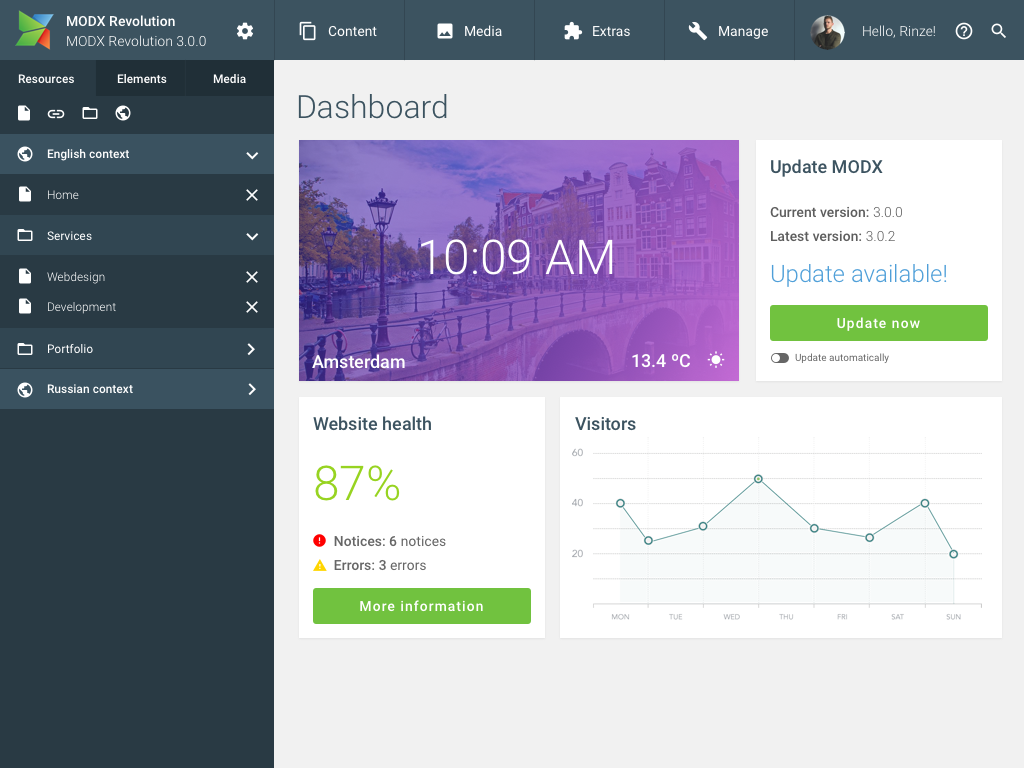 MODX Revolution
MODX Revolution 3.0.0
Content
Media
Extras
Manage
Hello, Rinze!
Resources
Elements
Media
English context
Home
Services
Webdesign
Development
Portfolio
Russian context
Dashboard
10:09 AM
Amsterdam
13.4 ºC
Update MODX
Current version: 3.0.0
Latest version: 3.0.2
Update available!
Update now
Update automatically
Website health
87%
Notices: 6 notices
Errors: 3 errors
More information
Visitors
60
40
20
MON TUE WED THU FRI SAT SUN